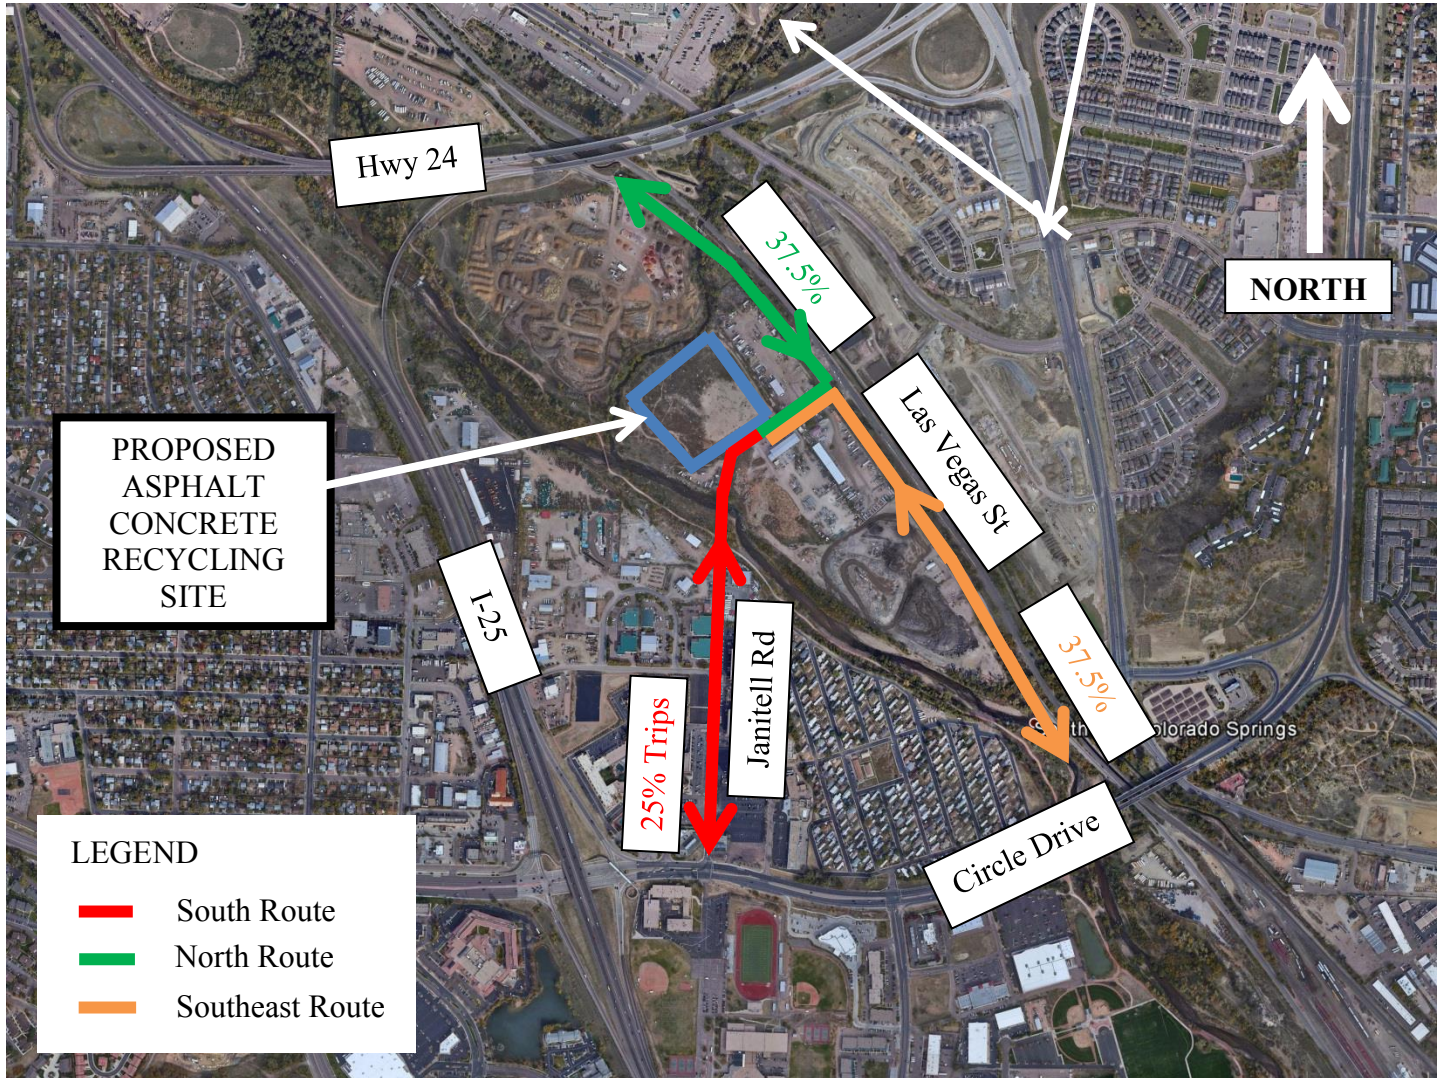 Hwy 24
37.5%
NORTH
Las Vegas St
PROPOSED
ASPHALT
CONCRETE
RECYCLING
SITE
I-25
Janitell Rd
25% Trips
37.5%
Colorado Springs
Circle Drive
LEGEND
South Route
North Route
Southeast Route